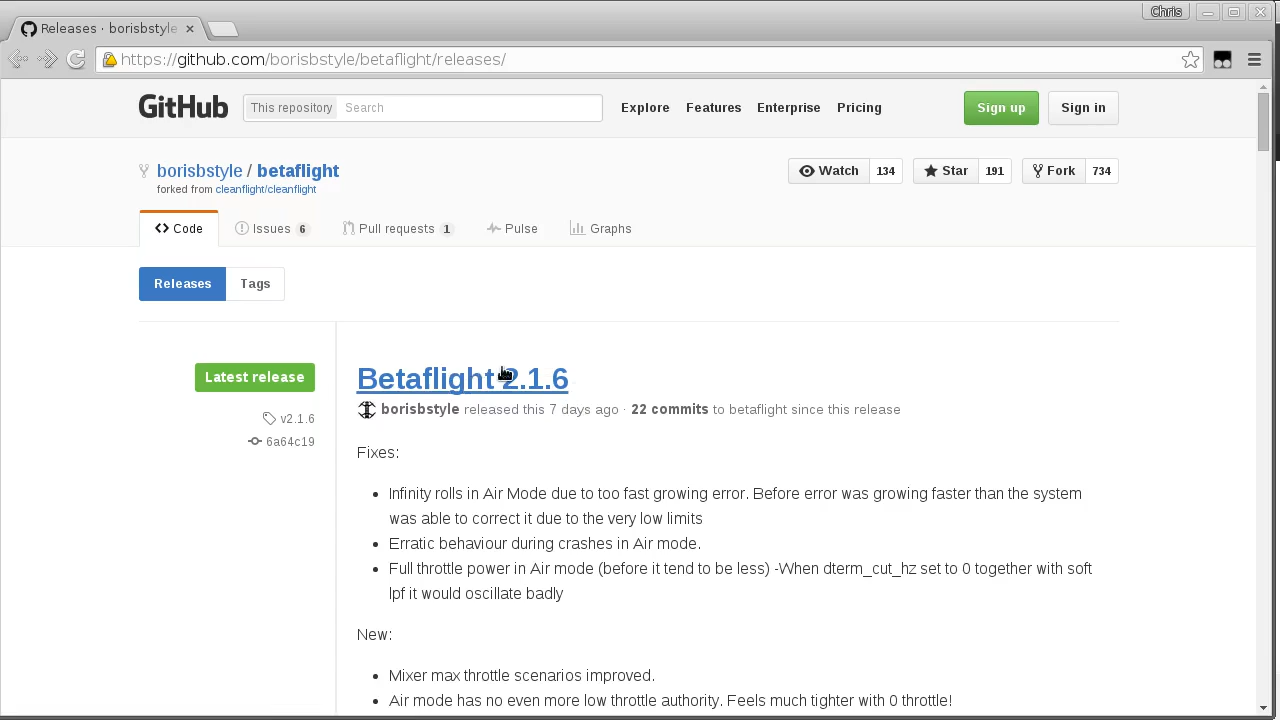 Chris
Releases · borisbstyle
https://github.com/borisbstyle/betaflight/releases/
GitHub This repository Search Explore Features Enterprise Pricing Sign up Sign in
borisbstyle / betaflight Watch 134 Star 191 Fork 734
forked from cleanflight/cleanflight
Code Issues 6 Pull requests 1 Pulse Graphs
Releases Tags
Latest release Betaflight 2.1.6
borisbstyle released this 7 days ago · 22 commits to betaflight since this release
v2.1.6
6a64c19
Fixes:
Infinity rolls in Air Mode due to too fast growing error. Before error was growing faster than the system
was able to correct it due to the very low limits
Erratic behaviour during crashes in Air mode.
Full throttle power in Air mode (before it tend to be less) -When dterm_cut_hz set to 0 together with soft
lpf it would oscillate badly
New:
Mixer max throttle scenarios improved.
Air mode has no even more low throttle authority. Feels much tighter with 0 throttle!